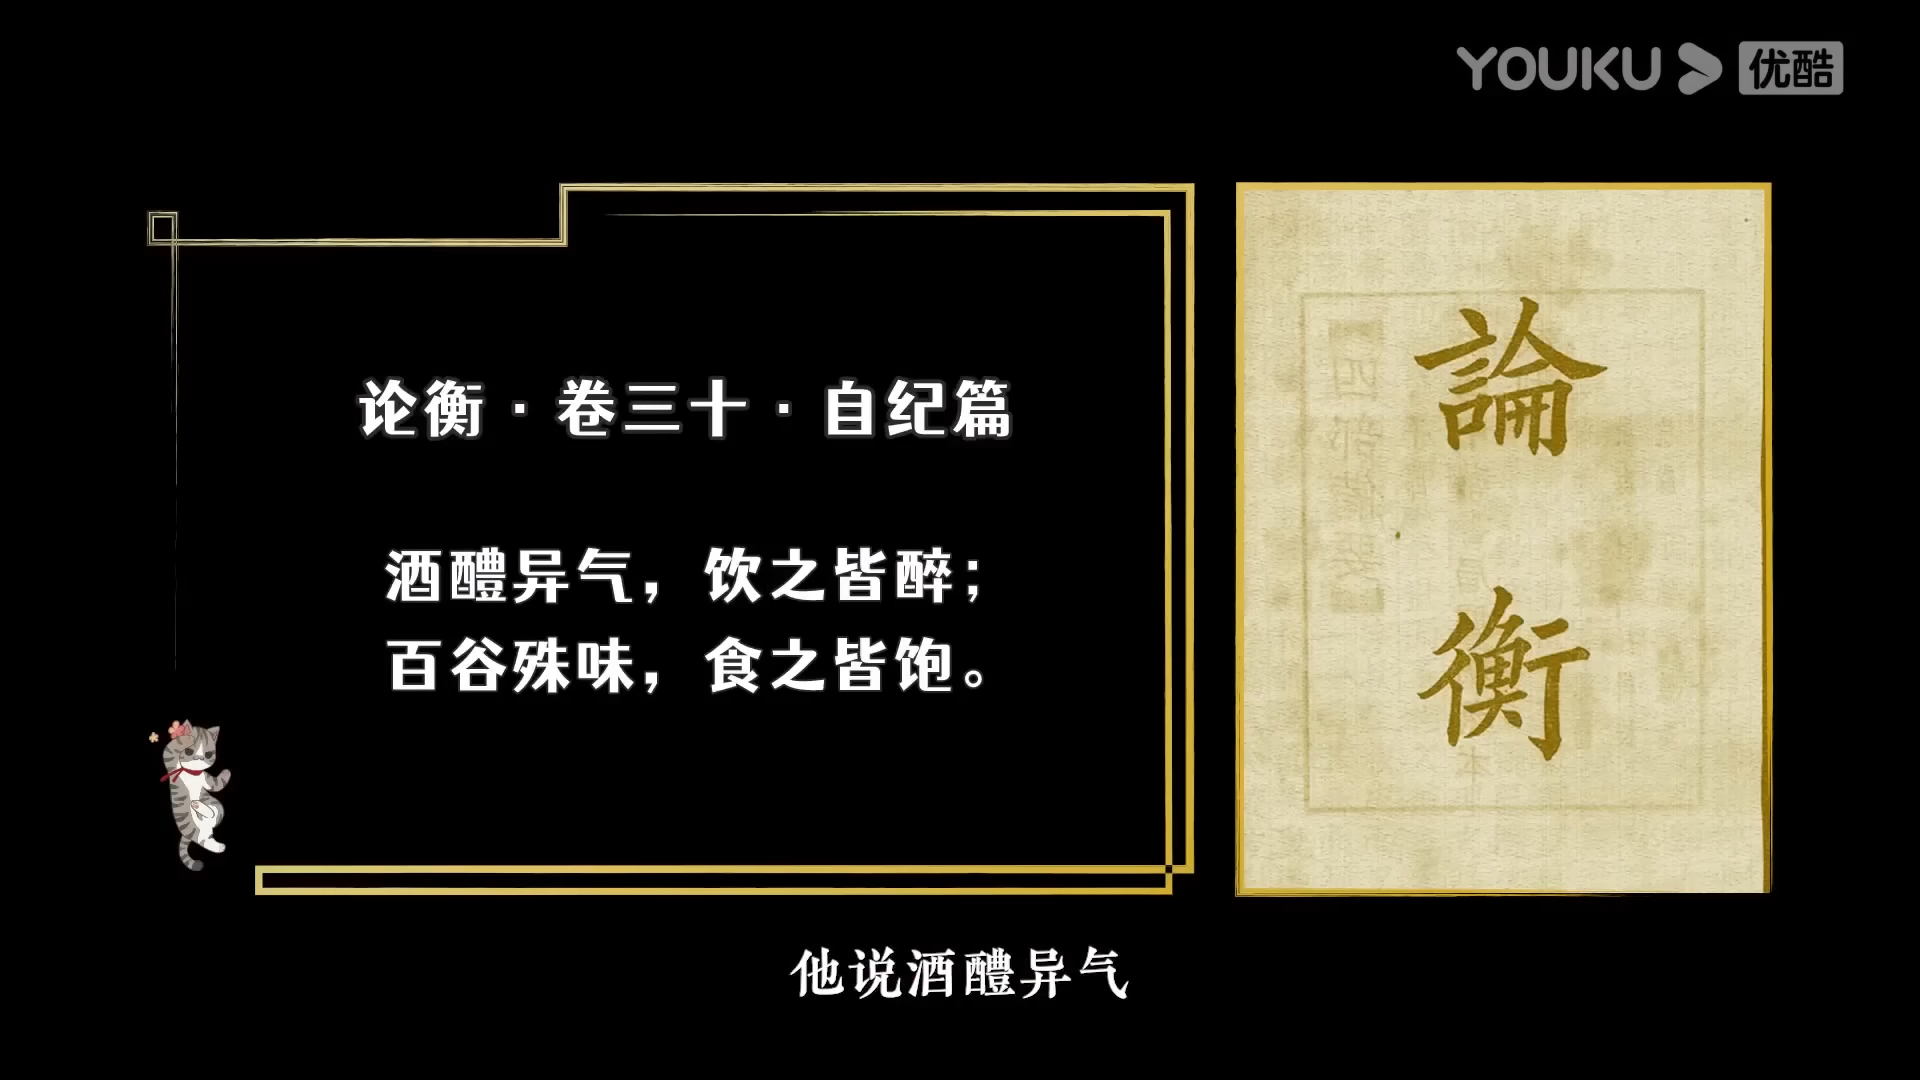 YOUKU 优酷
论衡·卷三十·自纪篇
酒醴异气，饮之皆醉；
百谷殊味，食之皆饱。
論
衡
他说酒醴异气